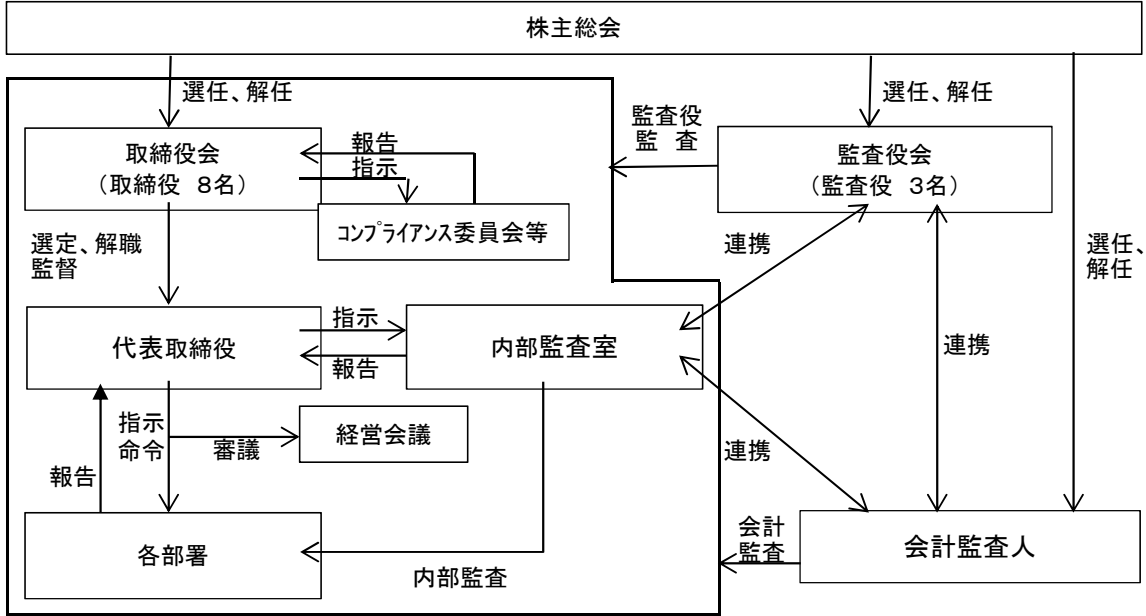 株主総会
選任、解任
選任、解任
監査役
監　査
取締役会
（取締役　８名）
報告
指示
監査役会
（監査役　３名）
コンプライアンス委員会等
選定、解職
監督
連携
選任、
解任
代表取締役
指示
報告
内部監査室
連携
指示
命令
審議
経営会議
報告
連携
各部署
内部監査
会計
監査
会計監査人